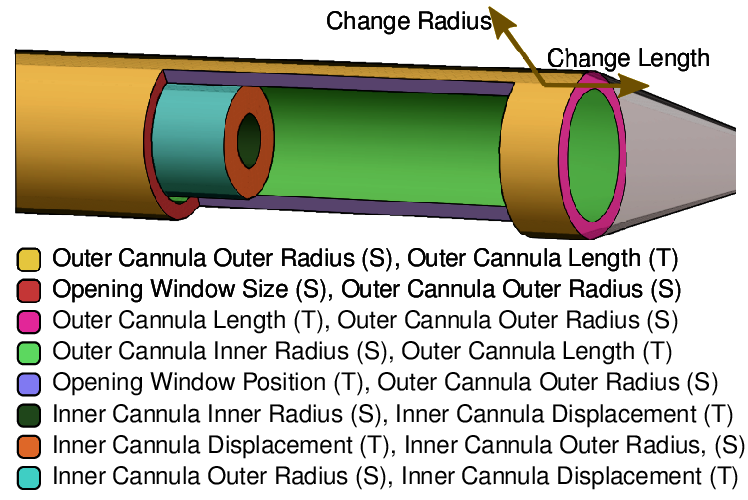 Change Radius
Change Length
Outer Cannula Outer Radius (S), Outer Cannula Length (T)
Opening Window Size (S), Outer Cannula Outer Radius (S)
Outer Cannula Length (T), Outer Cannula Outer Radius (S)
Outer Cannula Inner Radius (S), Outer Cannula Length (T)
Opening Window Position (T), Outer Cannula Outer Radius (S)
Inner Cannula Inner Radius (S), Inner Cannula Displacement (T)
Inner Cannula Displacement (T), Inner Cannula Outer Radius, (S)
Inner Cannula Outer Radius (S), Inner Cannula Displacement (T)